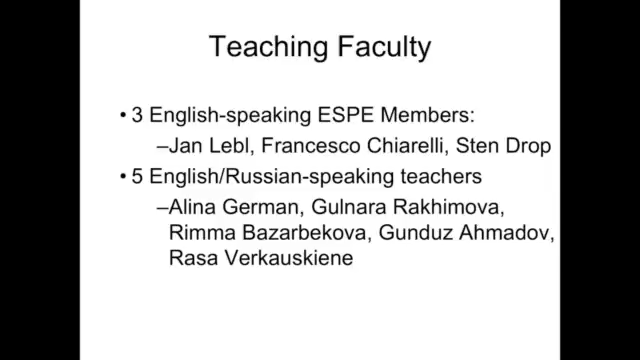 Teaching Faculty
• 3 English-speaking ESPE Members:
–Jan Lebl, Francesco Chiarelli, Sten Drop
• 5 English/Russian-speaking teachers
–Alina German, Gulnara Rakhimova,
Rimma Bazarbekova, Gunduz Ahmadov,
Rasa Verkauskiene